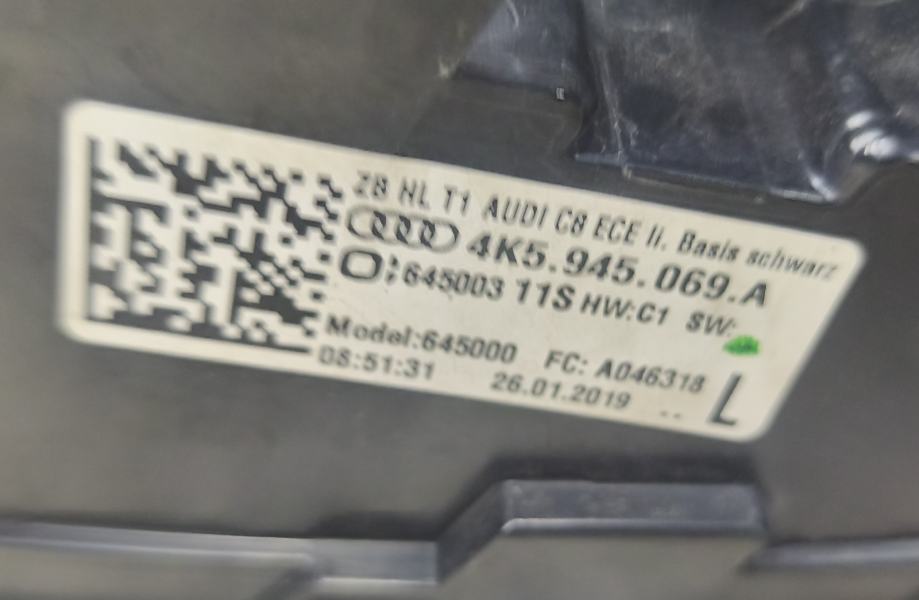 ZB HL T1 AUDI C8 ECE li. Basis schwarz
4K5.945.069.A
645003 11S HW:C1 SW:
Model:645000 FC: A046318
08:51:31 26.01.2019 -- L